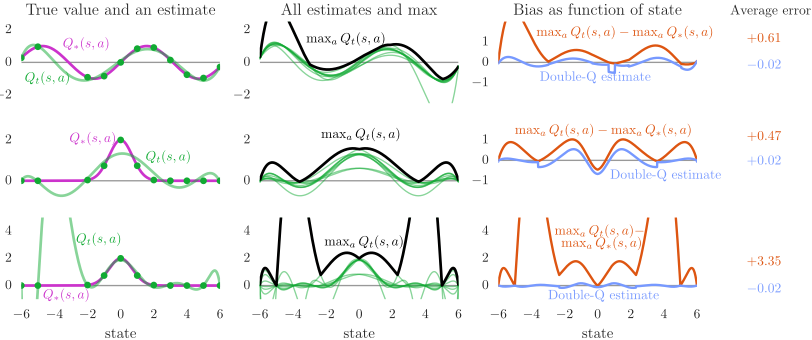 True value and an estimate
All estimates and max
Bias as function of state
Average error
2
0
−2
Q*(s, a)
Qt(s, a)
2
0
−2
maxa Qt(s, a)
1
0
−1
maxa Qt(s, a) − maxa Q*(s, a)
Double-Q estimate
+0.61
−0.02
2
0
Q*(s, a)
Qt(s, a)
2
0
maxa Qt(s, a)
1
0
−1
maxa Qt(s, a) − maxa Q*(s, a)
Double-Q estimate
+0.47
+0.02
4
2
0
Qt(s, a)
Q*(s, a)
4
2
0
maxa Qt(s, a)
4
2
0
maxa Qt(s, a)−
maxa Q*(s, a)
Double-Q estimate
+3.35
−0.02
−6 −4 −2 0 2 4 6
state
−6 −4 −2 0 2 4 6
state
−6 −4 −2 0 2 4 6
state